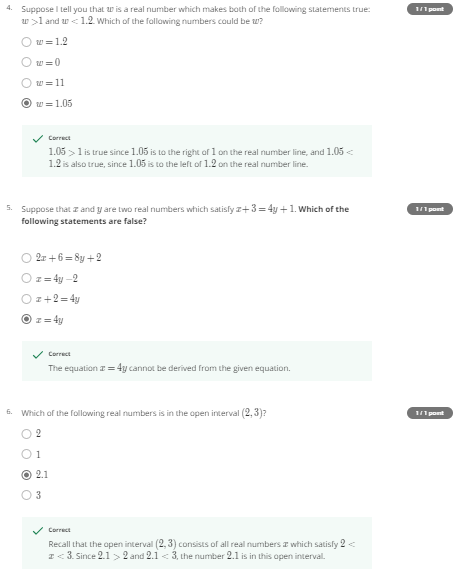 4. Suppose I tell you that w is a real number which makes both of the following statements true: 1 / 1 point
w > 1 and w < 1.2. Which of the following numbers could be w?
w = 1.2
w = 0
w = 11
w = 1.05
Correct
1.05 > 1 is true since 1.05 is to the right of 1 on the real number line, and 1.05 <
1.2 is also true, since 1.05 is to the left of 1.2 on the real number line.
5. Suppose that x and y are two real numbers which satisfy x + 3 = 4y + 1. Which of the 1 / 1 point
following statements are false?
2x + 6 = 8y + 2
x = 4y − 2
x + 2 = 4y
x = 4y
Correct
The equation x = 4y cannot be derived from the given equation.
6. Which of the following real numbers is in the open interval (2, 3)? 1 / 1 point
2
1
2.1
3
Correct
Recall that the open interval (2, 3) consists of all real numbers x which satisfy 2 <
x < 3. Since 2.1 > 2 and 2.1 < 3, the number 2.1 is in this open interval.